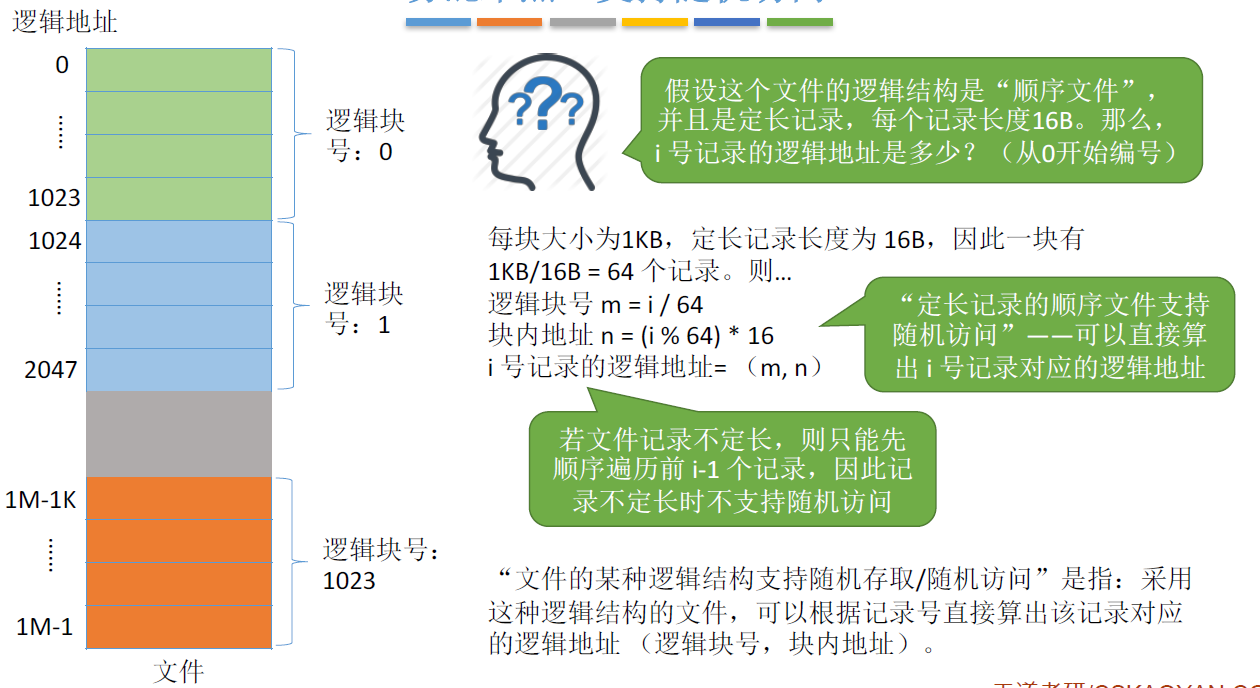 逻辑地址
0
……
1023
1024
……
2047
1M-1K
……
1M-1
文件
逻辑块
号：0
逻辑块
号：1
逻辑块号：
1023
???
假设这个文件的逻辑结构是“顺序文件”，
并且是定长记录，每个记录长度16B。那么，
i 号记录的逻辑地址是多少？（从0开始编号）
每块大小为1KB，定长记录长度为 16B，因此一块有
1KB/16B = 64 个记录。则…
逻辑块号 m = i / 64
块内地址 n = (i % 64) * 16
i 号记录的逻辑地址= （m, n）
“定长记录的顺序文件支持
随机访问”——可以直接算
出 i 号记录对应的逻辑地址
若文件记录不定长，则只能先
顺序遍历前 i-1 个记录，因此记
录不定长时不支持随机访问
“文件的某种逻辑结构支持随机存取/随机访问”是指：采用
这种逻辑结构的文件，可以根据记录号直接算出该记录对应
的逻辑地址 （逻辑块号，块内地址）。